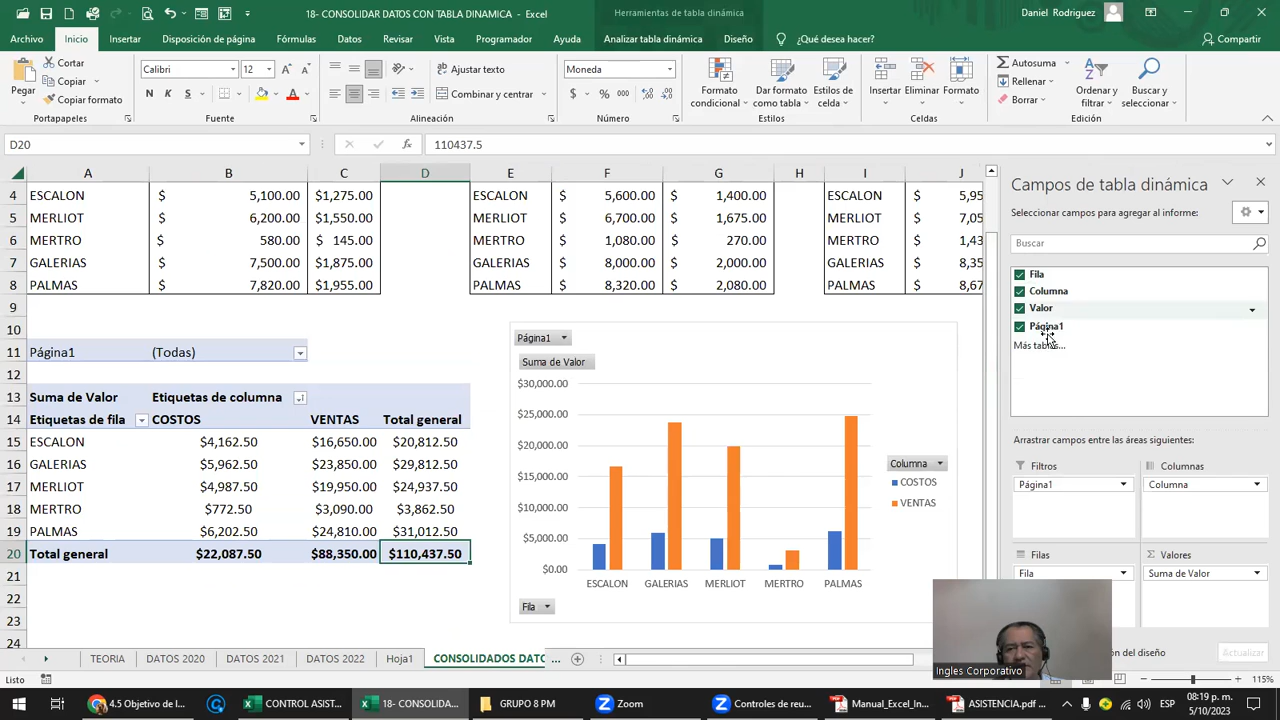 18- CONSOLIDAR DATOS CON TABLA DINAMICA - Excel
Herramientas de tabla dinámica
Daniel Rodriguez
Archivo Inicio Insertar Disposición de página Fórmulas Datos Revisar Vista Programador Ayuda Analizar tabla dinámica Diseño ¿Qué desea hacer? Compartir
Pegar
Cortar
Copiar
Copiar formato
Portapapeles
Calibri 12
N K S
Fuente
Ajustar texto
Combinar y centrar
Alineación
Moneda
$ % 000
Número
Formato condicional
Dar formato como tabla
Estilos de celda
Estilos
Insertar Eliminar Formato
Celdas
Autosuma
Rellenar
Borrar
Ordenar y filtrar
Buscar y seleccionar
Edición
D20 fx 110437.5
A B C D E F G H I J
4 ESCALON $ 5,100.00 $1,275.00 ESCALON $ 5,600.00 $ 1,400.00 ESCALON $ 5,95
5 MERLIOT $ 6,200.00 $1,550.00 MERLIOT $ 6,700.00 $ 1,675.00 MERLIOT $ 7,05
6 MERTRO $ 580.00 $ 145.00 MERTRO $ 1,080.00 $ 270.00 MERTRO $ 1,43
7 GALERIAS $ 7,500.00 $1,875.00 GALERIAS $ 8,000.00 $ 2,000.00 GALERIAS $ 8,35
8 PALMAS $ 7,820.00 $1,955.00 PALMAS $ 8,320.00 $ 2,080.00 PALMAS $ 8,67
9
10
11 Página1 (Todas)
12
13 Suma de Valor Etiquetas de columna
14 Etiquetas de fila COSTOS VENTAS Total general
15 ESCALON $4,162.50 $16,650.00 $20,812.50
16 GALERIAS $5,962.50 $23,850.00 $29,812.50
17 MERLIOT $4,987.50 $19,950.00 $24,937.50
18 MERTRO $772.50 $3,090.00 $3,862.50
19 PALMAS $6,202.50 $24,810.00 $31,012.50
20 Total general $22,087.50 $88,350.00 $110,437.50
21
22
23
24
Página1
Suma de Valor
$30,000.00
$25,000.00
$20,000.00
$15,000.00
$10,000.00
$5,000.00
$0.00
ESCALON GALERIAS MERLIOT MERTRO PALMAS
Columna
COSTOS
VENTAS
Fila
Campos de tabla dinámica
Seleccionar campos para agregar al informe:
Buscar
Fila
Columna
Valor
Página1
Más tablas...
Arrastrar campos entre las áreas siguientes:
Filtros
Página1
Columnas
Columna
Filas
Fila
Σ Valores
Suma de Valor
Actualizar
Ingles Corporativo
TEORIA DATOS 2020 DATOS 2021 DATOS 2022 Hoja1 CONSOLIDADOS DATO ...
Listo
115%
4.5 Objetivo de l... CONTROL ASIST... 18- CONSOLIDAR... GRUPO 8 PM Zoom Controles de reu... Manual_Excel_In... ASISTENCIA.pdf ...
ESP
08:19 p. m.
5/10/2023